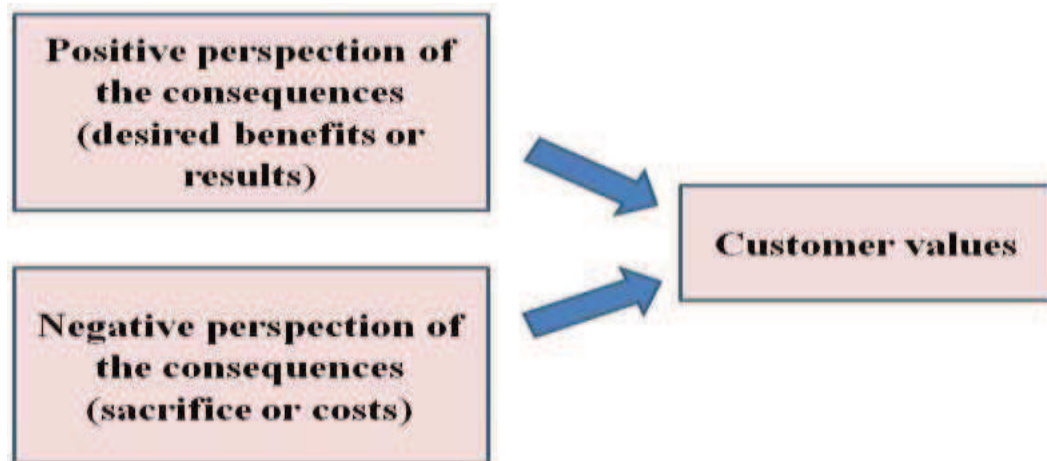 Positive perspection of
the consequences
(desired benefits or
results)
Customer values
Negative perspection of
the consequences
(sacrifice or costs)